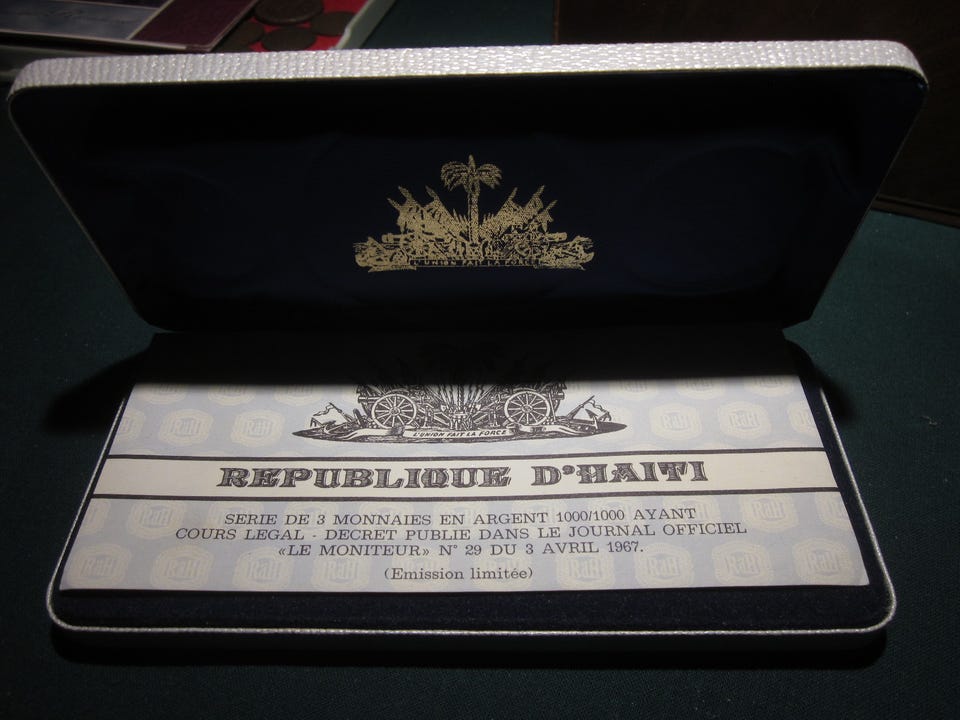 L'UNION FAIT LA FORCE
L'UNION FAIT LA FORCE
REPUBLIQUE D'HAITI
SERIE DE 3 MONNAIES EN ARGENT 1000/1000 AYANT
COURS LEGAL - DECRET PUBLIE DANS LE JOURNAL OFFICIEL
«LE MONITEUR» N° 29 DU 3 AVRIL 1967.
(Emission limitée)